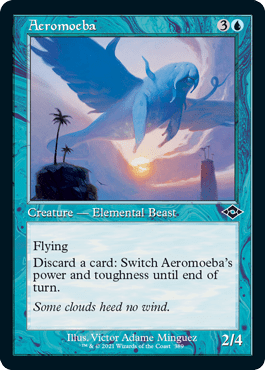 Aeromoeba 3
Creature — Elemental Beast
Flying
Discard a card: Switch Aeromoeba's
power and toughness until end of
turn.
Some clouds heed no wind.
Illus. Victor Adame Minguez
™ & © 2021 Wizards of the Coast 389
2/4